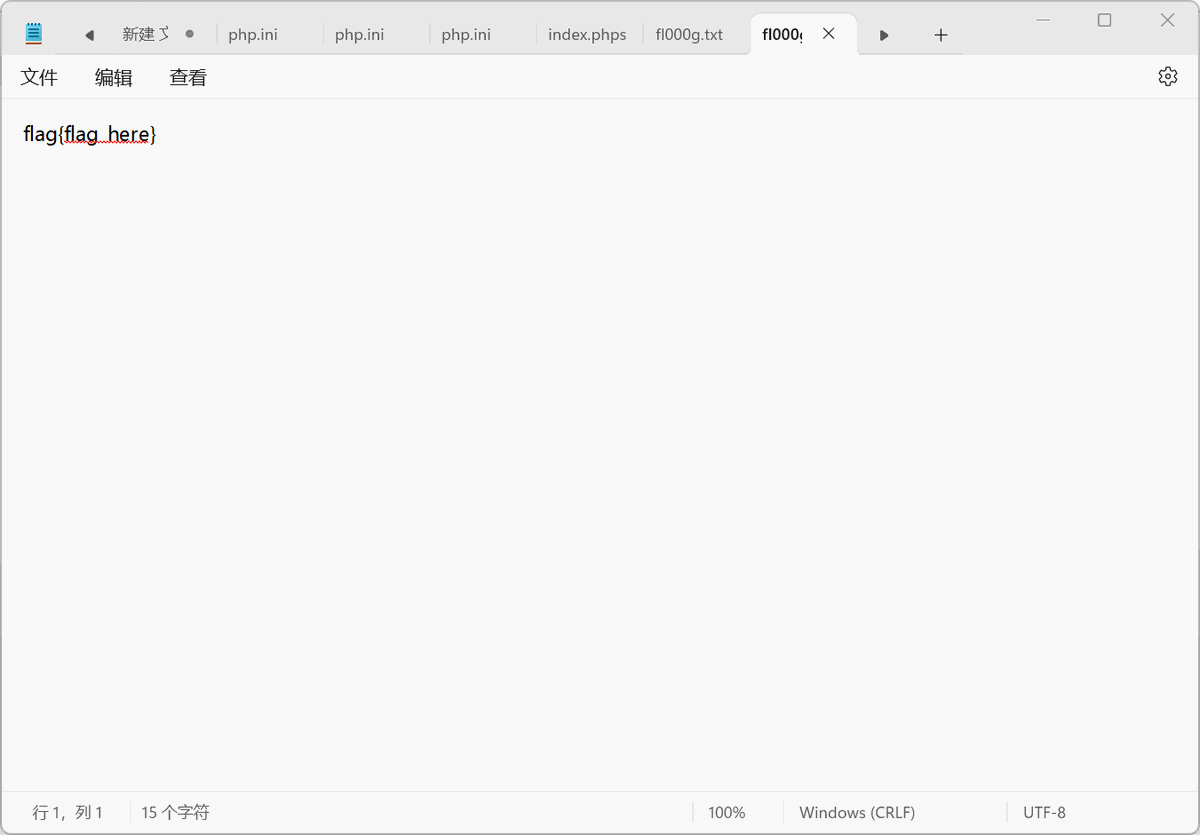 新建 文
php.ini
php.ini
php.ini
index.phps
fl000g.txt
fl000g
文件
编辑
查看
flag{flag_here}
行 1，列 1
15 个字符
100%
Windows (CRLF)
UTF-8